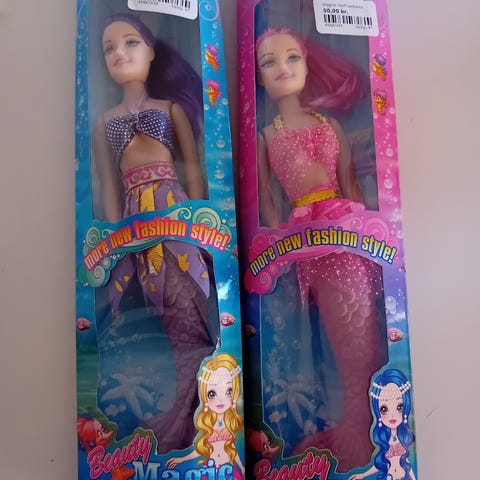 50,00 kr.
more new fashion style!
more new fashion style!
Beauty
Magic
Beauty